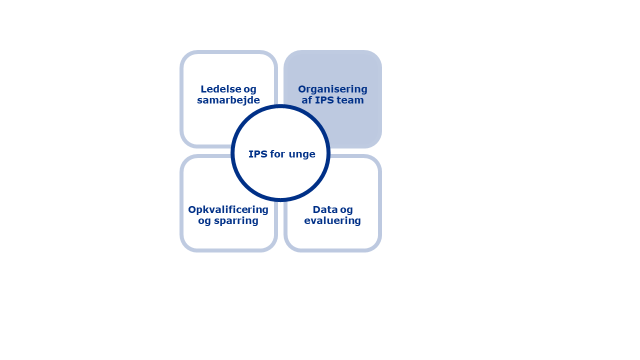 Ledelse og
samarbejde
Organisering
af IPS team
IPS for unge
Opkvalificering
og sparring
Data og
evaluering